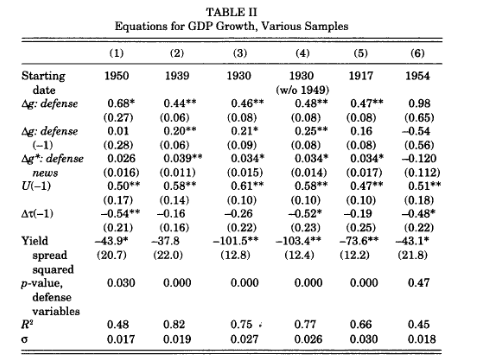 TABLE II
Equations for GDP Growth, Various Samples
(1) (2) (3) (4) (5) (6)
Starting 1950 1939 1930 1930 1917 1954
date (w/o 1949)
Δg: defense 0.68* 0.44** 0.46** 0.48** 0.47** 0.98
(0.27) (0.06) (0.08) (0.08) (0.08) (0.65)
Δg: defense 0.01 0.20** 0.21* 0.25** 0.16 -0.54
(-1) (0.28) (0.06) (0.09) (0.08) (0.08) (0.56)
Δg*: defense 0.026 0.039** 0.034* 0.034* 0.034* -0.120
news (0.016) (0.011) (0.015) (0.014) (0.017) (0.112)
U(-1) 0.50** 0.58** 0.61** 0.58** 0.47** 0.51**
(0.17) (0.14) (0.10) (0.10) (0.10) (0.18)
Δτ(-1) -0.54** -0.16 -0.26 -0.52* -0.19 -0.48*
(0.21) (0.16) (0.22) (0.23) (0.25) (0.22)
Yield -43.9* -37.8 -101.5** -103.4** -73.6** -43.1*
spread (20.7) (22.0) (12.8) (12.4) (12.2) (21.8)
squared
p-value, 0.030 0.000 0.000 0.000 0.000 0.47
defense
variables
R² 0.48 0.82 0.75 0.77 0.66 0.45
σ 0.017 0.019 0.027 0.026 0.030 0.018